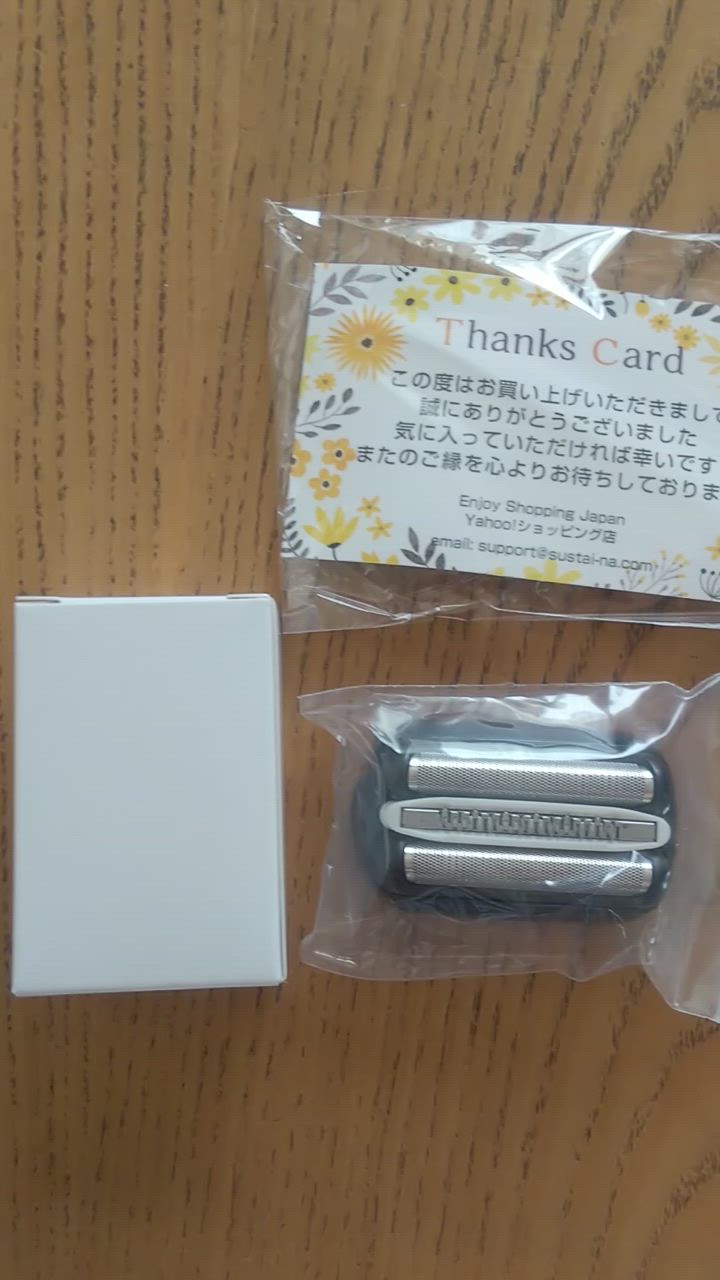 Thanks Card
この度はお買い上げいただきまして
誠にありがとうございました
気に入っていただければ幸いです
またのご縁を心よりお待ちしておりま
Enjoy Shopping Japan
Yahoo!ショッピング店
email: support@sustai-na.com